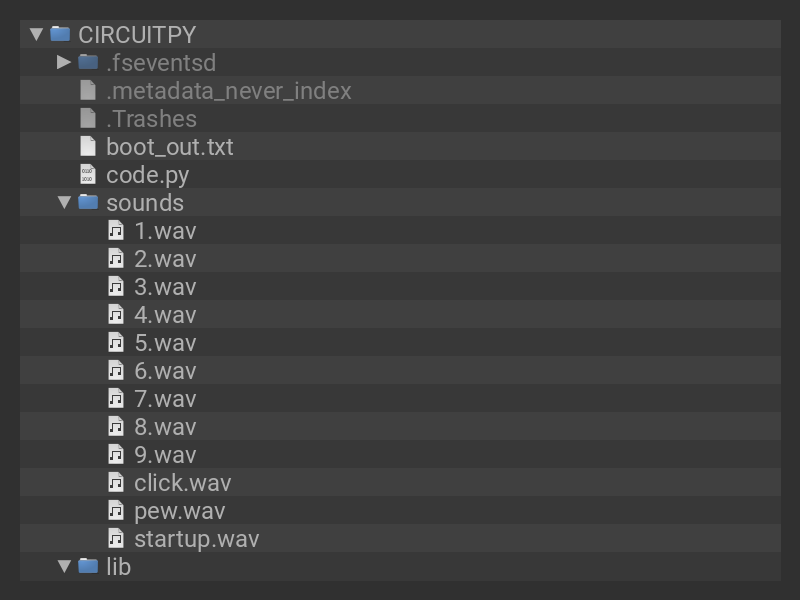 CIRCUITPY
.fseventsd
.metadata_never_index
.Trashes
boot_out.txt
code.py
sounds
1.wav
2.wav
3.wav
4.wav
5.wav
6.wav
7.wav
8.wav
9.wav
click.wav
pew.wav
startup.wav
lib